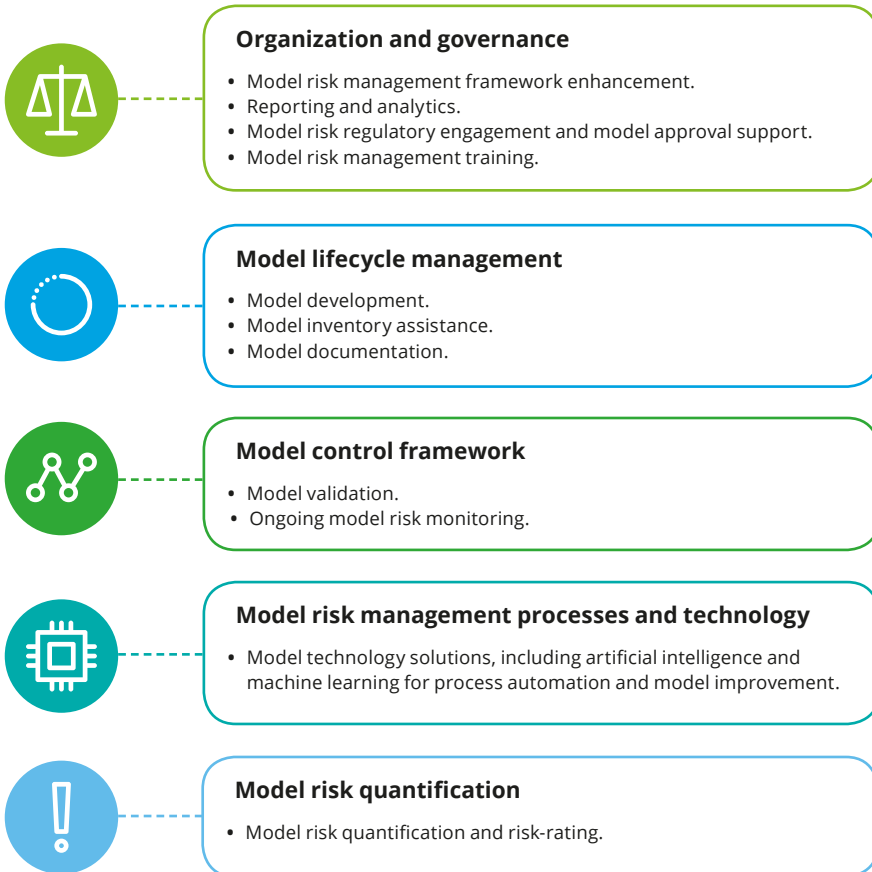 Organization and governance
• Model risk management framework enhancement.
• Reporting and analytics.
• Model risk regulatory engagement and model approval support.
• Model risk management training.
Model lifecycle management
• Model development.
• Model inventory assistance.
• Model documentation.
Model control framework
• Model validation.
• Ongoing model risk monitoring.
Model risk management processes and technology
• Model technology solutions, including artificial intelligence and
machine learning for process automation and model improvement.
Model risk quantification
• Model risk quantification and risk-rating.